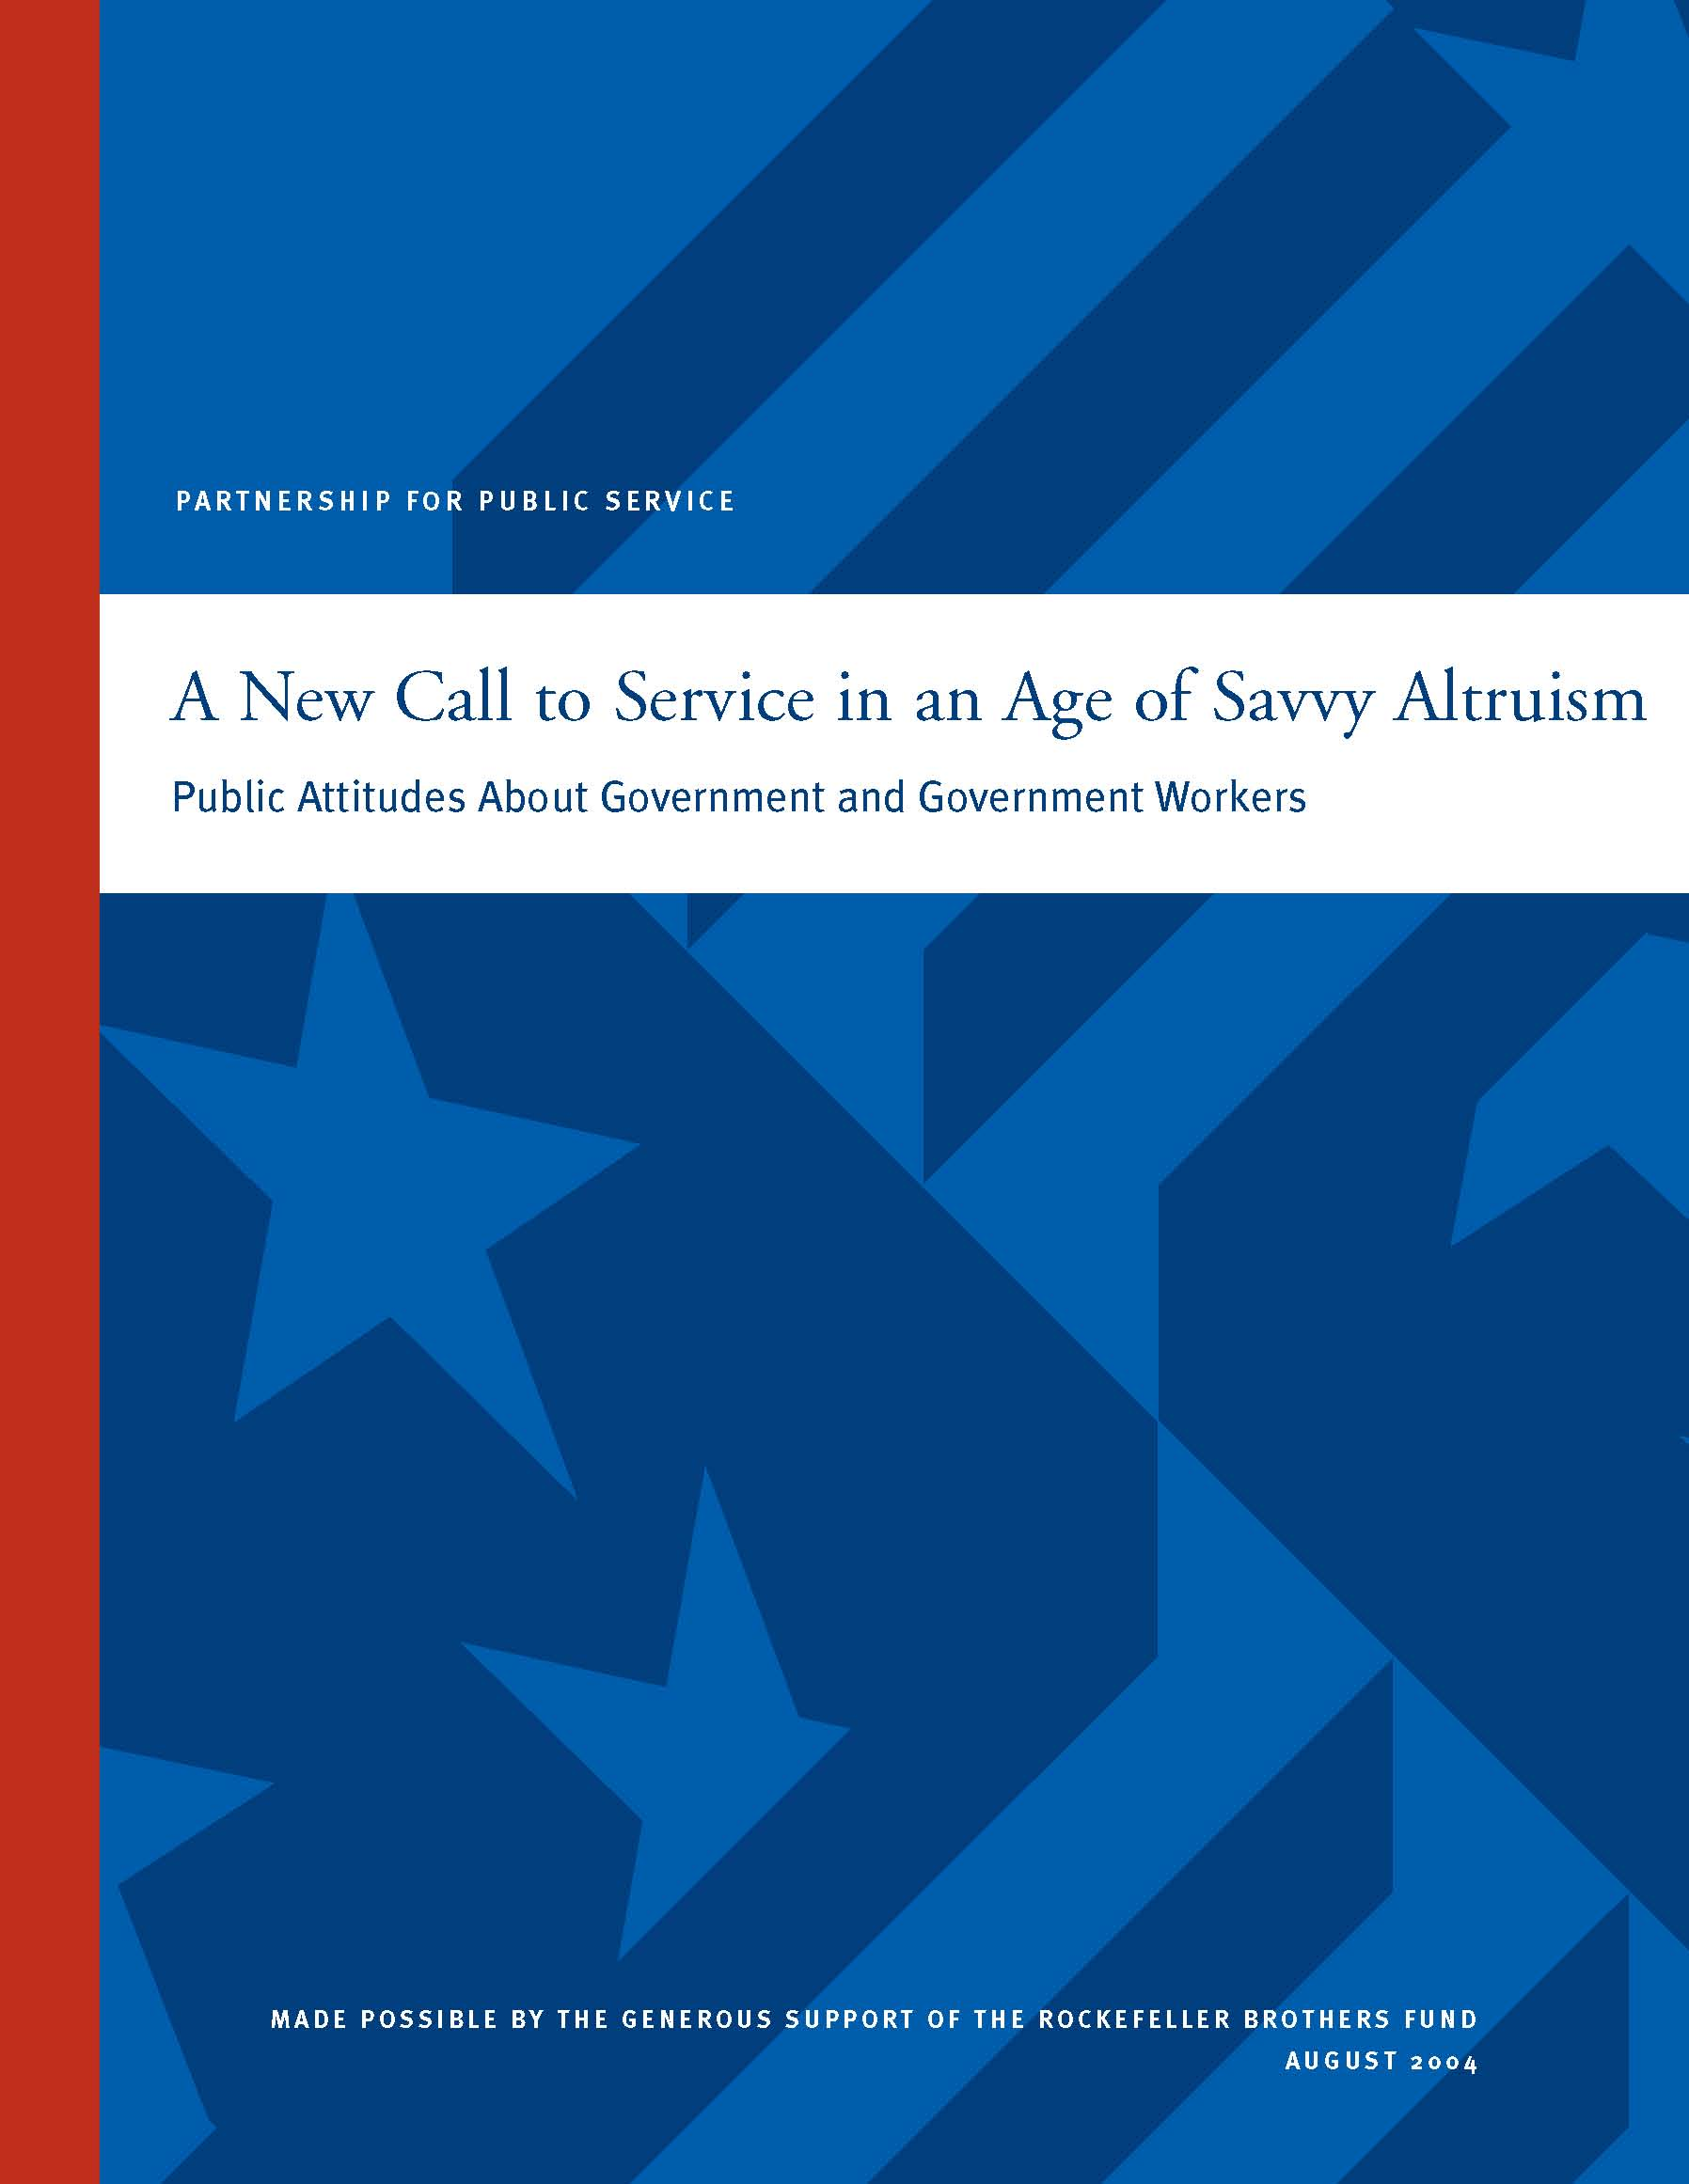 PARTNERSHIP FOR PUBLIC SERVICE
A New Call to Service in an Age of Savvy Altruism
Public Attitudes About Government and Government Workers
MADE POSSIBLE BY THE GENEROUS SUPPORT OF THE ROCKEFELLER BROTHERS FUND
AUGUST 2004